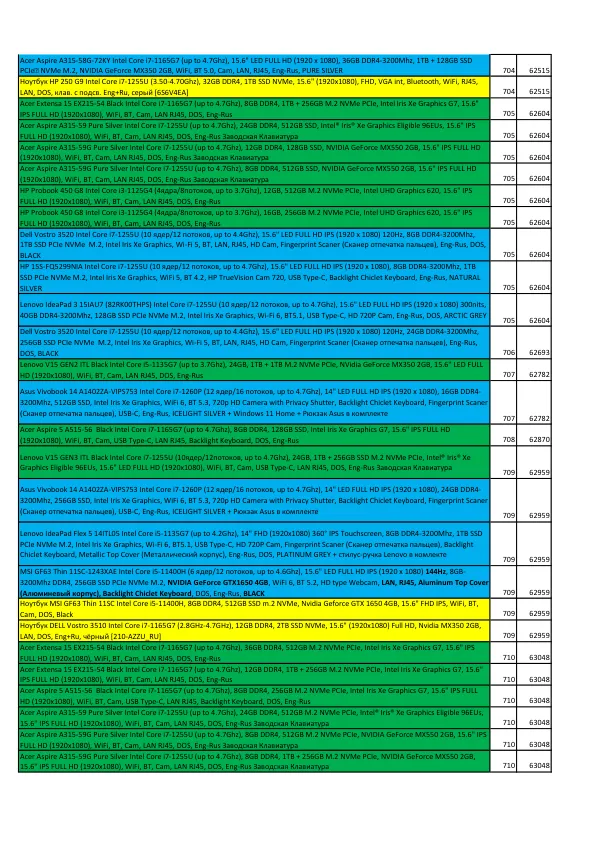 Acer Aspire A315-58G-72KY Intel Core i7-1165G7 (up to 4.7Ghz), 15.6" LED FULL HD (1920 x 1080), 36GB DDR4-3200Mhz, 1TB + 128GB SSD
PCIe NVMe M.2, NVIDIA GeForce MX350 2GB, WiFi, BT 5.0, Cam, LAN, RJ45, Eng-Rus, PURE SILVER 704 62515
Ноутбук HP 250 G9 Intel Core i7-1255U (3.50-4.70Ghz), 32GB DDR4, 1TB SSD NVMe, 15.6" (1920x1080), FHD, VGA int, Bluetooth, WiFi, RJ45,
LAN, DOS, клав. с подсв. Eng+Ru, серый [6S6V4EA] 704 62515
Acer Extensa 15 EX215-54 Black Intel Core i7-1165G7 (up to 4.7Ghz), 8GB DDR4, 1TB + 256GB M.2 NVMe PCIe, Intel Iris Xe Graphics G7, 15.6"
IPS FULL HD (1920x1080), WiFi, BT, Cam, LAN RJ45, DOS, Eng-Rus 705 62604
Acer Aspire A315-59 Pure Silver Intel Core i7-1255U (up to 4.7Ghz), 24GB DDR4, 512GB SSD, Intel® Iris® Xe Graphics Eligible 96EUs, 15.6" IPS
FULL HD (1920x1080), WiFi, BT, Cam, LAN RJ45, DOS, Eng-Rus Заводская Клавиатура 705 62604
Acer Aspire A315-59G Pure Silver Intel Core i7-1255U (up to 4.7Ghz), 12GB DDR4, 128GB SSD, NVIDIA GeForce MX550 2GB, 15.6" IPS
FULL HD (1920x1080), WiFi, BT, Cam, LAN RJ45, DOS, Eng-Rus Заводская Клавиатура 705 62604
Acer Aspire A315-59G Pure Silver Intel Core i7-1255U (up to 4.7Ghz), 8GB DDR4, 512GB SSD, NVIDIA GeForce MX550 2GB, 15.6" IPS
FULL HD (1920x1080), WiFi, BT, Cam, LAN RJ45, DOS, Eng-Rus Заводская Клавиатура 705 62604
HP Probook 450 G8 Intel Core i3-1125G4 (4ядра/8потоков, up to 3.7Ghz), 12GB, 512GB M.2 NVMe PCIe, Intel UHD Graphics 620, 15.6" IPS
FULL HD (1920x1080), WiFi, BT, Cam, LAN RJ45, DOS, Eng-Rus 705 62604
HP Probook 450 G8 Intel Core i3-1125G4 (4ядра/8потоков, up to 3.7Ghz), 16GB, 256GB M.2 NVMe PCIe, Intel UHD Graphics 620, 15.6" IPS
FULL HD (1920x1080), WiFi, BT, Cam, LAN RJ45, DOS, Eng-Rus 705 62604
Dell Vostro 3520 Intel Core i7-1255U (10 ядер/12 потоков, up to 4.4Ghz), 15.6" LED FULL HD IPS (1920 x 1080) 120Hz, 8GB DDR4-3200Mhz,
1TB SSD PCIe NVMe M.2, Intel Iris Xe Graphics, Wi-Fi 5, BT, LAN, RJ45, HD Cam, Fingerprint Scaner (Сканер отпечатка пальцев), Eng-Rus, DOS,
BLACK 705 62604
HP 15S-FQ5299NIA Intel Core i7-1255U (10 ядер/12 потоков, up to 4.7Ghz), 15.6" LED FULL HD IPS (1920 x 1080), 8GB DDR4-3200Mhz, 1TB
SSD PCIe NVMe M.2, Intel Iris Xe Graphics, WiFi 5, BT 4.2, HP TrueVision Cam 720, USB Type-C, Backlight Chiclet Keyboard, Eng-Rus, NATURAL
SILVER 705 62604
Lenovo IdeaPad 3 15IAU7 (82RK00THPS) Intel Core i7-1255U (10 ядер/12 потоков, up to 4.7Ghz), 15.6" LED FULL HD IPS (1920 x 1080) 300nits,
40GB DDR4-3200Mhz, 128GB SSD PCIe NVMe M.2, Intel Iris Xe Graphics, Wi-Fi 6, BT5.1, USB Type-C, HD 720P Cam, Eng-Rus, DOS, ARCTIC GREY 705 62604
Dell Vostro 3520 Intel Core i7-1255U (10 ядер/12 потоков, up to 4.4Ghz), 15.6" LED FULL HD IPS (1920 x 1080) 120Hz, 24GB DDR4-3200Mhz,
256GB SSD PCIe NVMe M.2, Intel Iris Xe Graphics, Wi-Fi 5, BT, LAN, RJ45, HD Cam, Fingerprint Scaner (Сканер отпечатка пальцев), Eng-Rus,
DOS, BLACK 706 62693
Lenovo V15 GEN2 ITL Black Intel Core i5-1135G7 (up to 3.7Ghz), 24GB, 1TB + 1TB M.2 NVMe PCIe, NVIDIA GeForce MX350 2GB, 15.6" LED FULL
HD (1920x1080), WiFi, BT, Cam, LAN RJ45, DOS, Eng-Rus 707 62782
Asus Vivobook 14 A1402ZA-VIPS753 Intel Core i7-1260P (12 ядер/16 потоков, up to 4.7Ghz), 14" LED FULL HD IPS (1920 x 1080), 16GB DDR4-
3200Mhz, 512GB SSD, Intel Iris Xe Graphics, WiFi 6, BT 5.3, 720p HD Camera with Privacy Shutter, Backlight Chiclet Keyboard, Fingerprint Scaner
(Сканер отпечатка пальцев), USB-C, Eng-Rus, ICELIGHT SILVER + Windows 11 Home + Рюкзак Asus в комплекте 707 62782
Acer Aspire 5 A515-56 Black Intel Core i7-1165G7 (up to 4.7Ghz), 8GB DDR4, 128GB SSD, Intel Iris Xe Graphics G7, 15.6" IPS FULL HD
(1920x1080), WiFi, BT, Cam, USB Type-C, LAN RJ45, Backlight Keyboard, DOS, Eng-Rus 708 62870
Lenovo V15 GEN3 ITL Black Intel Core i7-1255U (10ядер/12потоков, up to 4.7Ghz), 24GB, 1TB + 256GB SSD M.2 NVMe PCIe, Intel® Iris® Xe
Graphics Eligible 96EUs, 15.6" LED FULL HD (1920x1080), WiFi, BT, Cam, USB Type-C, LAN RJ45, DOS, Eng-Rus Заводская Клавиатура 709 62959
Asus Vivobook 14 A1402ZA-VIPS753 Intel Core i7-1260P (12 ядер/16 потоков, up to 4.7Ghz), 14" LED FULL HD IPS (1920 x 1080), 24GB DDR4-
3200Mhz, 256GB SSD, Intel Iris Xe Graphics, WiFi 6, BT 5.3, 720p HD Camera with Privacy Shutter, Backlight Chiclet Keyboard, Fingerprint Scaner
(Сканер отпечатка пальцев), USB-C, Eng-Rus, ICELIGHT SILVER + Рюкзак Asus в комплекте 709 62959
Lenovo IdeaPad Flex 5 14ITL05 Intel Core i5-1135G7 (up to 4.2Ghz), 14" FHD (1920x1080) 360° IPS Touchscreen, 8GB DDR4-3200Mhz, 1TB SSD
PCIe NVMe M.2, Intel Iris Xe Graphics, Wi-Fi 6, BT5.1, USB Type-C, HD 720P Cam, Fingerprint Scaner (Сканер отпечатка пальцев), Backlight
Chiclet Keyboard, Metallic Top Cover (Металлический корпус), Eng-Rus, DOS, PLATINUM GREY + стилус-ручка Lenovo в комлекте 709 62959
MSI GF63 Thin 11SC-1243XAE Intel Core i5-11400H (6 ядер/12 потоков, up to 4.6Ghz), 15.6" LED FULL HD IPS (1920 x 1080) 144Hz, 8GB-
3200Mhz DDR4, 256GB SSD PCIe NVMe M.2, NVIDIA GeForce GTX1650 4GB, WiFi 6, BT 5.2, HD type Webcam, LAN, RJ45, Aluminum Top Cover
(Алюминевый корпус), Backlight Chiclet Keyboard, DOS, Eng-Rus, BLACK 709 62959
Ноутбук MSI GF63 Thin 11SC Intel Core i5-11400H, 8GB DDR4, 512GB SSD m.2 NVMe, Nvidia GeForce GTX 1650 4GB, 15.6" FHD IPS, WiFi, BT,
Cam, DOS, Black 709 62959
Ноутбук DELL Vostro 3510 Intel Core i7-1165G7 (2.8GHz-4.7GHz), 12GB DDR4, 2TB SSD NVMe, 15.6" (1920x1080) Full HD, Nvidia MX350 2GB,
LAN, DOS, Eng+Ru, чёрный [210-AZZU_RU] 709 62959
Acer Extensa 15 EX215-54 Black Intel Core i7-1165G7 (up to 4.7Ghz), 36GB DDR4, 512GB M.2 NVMe PCIe, Intel Iris Xe Graphics G7, 15.6" IPS
FULL HD (1920x1080), WiFi, BT, Cam, LAN RJ45, DOS, Eng-Rus 710 63048
Acer Extensa 15 EX215-54 Black Intel Core i7-1165G7 (up to 4.7Ghz), 12GB DDR4, 1TB + 256GB M.2 NVMe PCIe, Intel Iris Xe Graphics G7, 15.6"
IPS FULL HD (1920x1080), WiFi, BT, Cam, LAN RJ45, DOS, Eng-Rus 710 63048
Acer Aspire 5 A515-56 Black Intel Core i7-1165G7 (up to 4.7Ghz), 8GB DDR4, 256GB M.2 NVMe PCIe, Intel Iris Xe Graphics G7, 15.6" IPS FULL
HD (1920x1080), WiFi, BT, Cam, USB Type-C, LAN RJ45, Backlight Keyboard, DOS, Eng-Rus 710 63048
Acer Aspire A315-59 Pure Silver Intel Core i7-1255U (up to 4.7Ghz), 24GB DDR4, 512GB M.2 NVMe PCIe, Intel® Iris® Xe Graphics Eligible 96EUs,
15.6" IPS FULL HD (1920x1080), WiFi, BT, Cam, LAN RJ45, DOS, Eng-Rus Заводская Клавиатура 710 63048
Acer Aspire A315-59G Pure Silver Intel Core i7-1255U (up to 4.7Ghz), 8GB DDR4, 512GB M.2 NVMe PCIe, NVIDIA GeForce MX550 2GB, 15.6" IPS
FULL HD (1920x1080), WiFi, BT, Cam, LAN RJ45, DOS, Eng-Rus Заводская Клавиатура 710 63048
Acer Aspire A315-59G Pure Silver Intel Core i7-1255U (up to 4.7Ghz), 8GB DDR4, 1TB + 256GB M.2 NVMe PCIe, NVIDIA GeForce MX550 2GB,
15.6" IPS FULL HD (1920x1080), WiFi, BT, Cam, LAN RJ45, DOS, Eng-Rus Заводская Клавиатура 710 63048